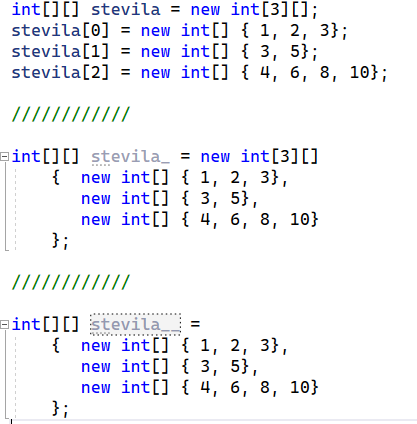 int[][] stevila = new int[3][];
stevila[0] = new int[] { 1, 2, 3};
stevila[1] = new int[] { 3, 5};
stevila[2] = new int[] { 4, 6, 8, 10};
////////////
int[][] stevila_ = new int[3][]
{ new int[] { 1, 2, 3},
new int[] { 3, 5},
new int[] { 4, 6, 8, 10}
};
////////////
int[][] stevila__ =
{ new int[] { 1, 2, 3},
new int[] { 3, 5},
new int[] { 4, 6, 8, 10}
};